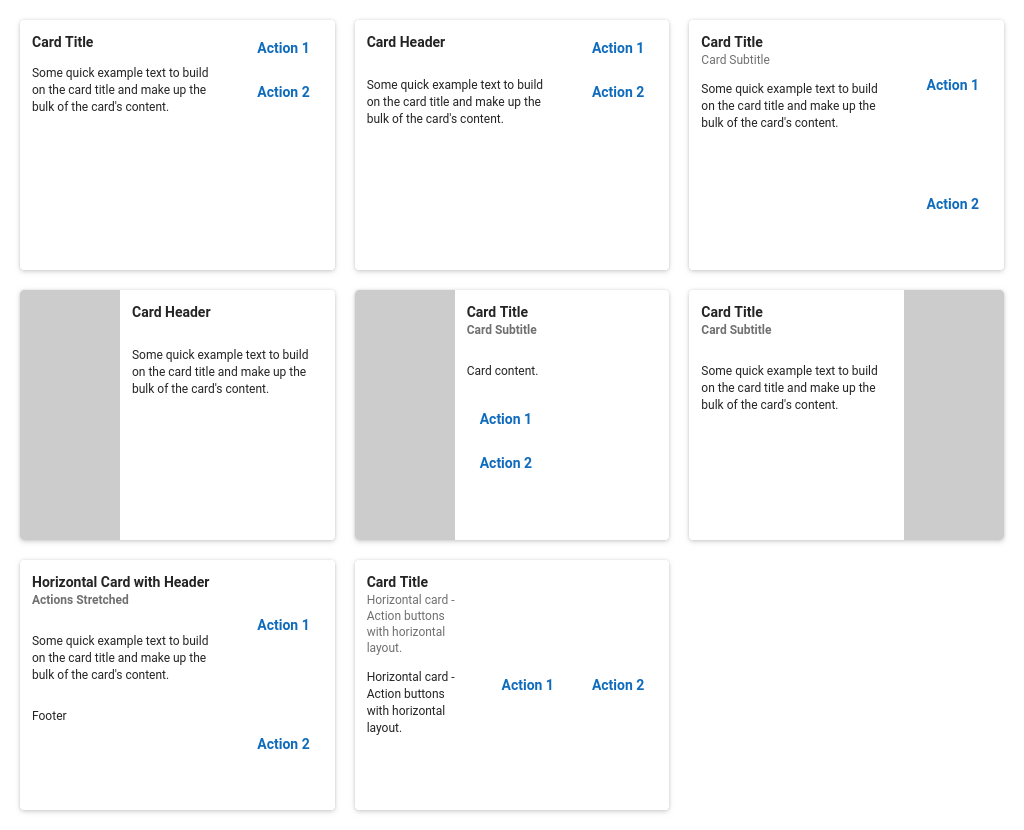 Card Title
Some quick example text to build
on the card title and make up the
bulk of the card's content.
Action 1
Action 2
Card Header
Some quick example text to build
on the card title and make up the
bulk of the card's content.
Action 1
Action 2
Card Title
Card Subtitle
Some quick example text to build
on the card title and make up the
bulk of the card's content.
Action 1
Action 2
Card Header
Some quick example text to build
on the card title and make up the
bulk of the card's content.
Card Title
Card Subtitle
Card content.
Action 1
Action 2
Card Title
Card Subtitle
Some quick example text to build
on the card title and make up the
bulk of the card's content.
Horizontal Card with Header
Actions Stretched
Some quick example text to build
on the card title and make up the
bulk of the card's content.
Footer
Action 1
Action 2
Card Title
Horizontal card -
Action buttons
with horizontal
layout.
Horizontal card -
Action buttons
with horizontal
layout.
Action 1
Action 2